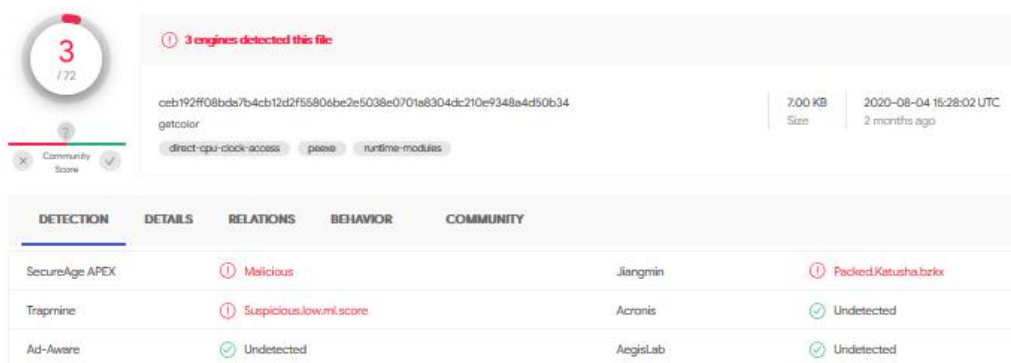 3
/ 72
?
Community Score
3 engines detected this file
ceb192ff08bda7b4cb12d2f55806be2e5038e0701a8304dc210e9348a4d50b34
getcolor
direct-cpu-clock-access peexe runtime-modules
7.00 KB
Size
2020-08-04 15:28:02 UTC
2 months ago
DETECTION DETAILS RELATIONS BEHAVIOR COMMUNITY
SecureAge APEX Malicious Jiangmin Packed.Katusha.bzkx
Trapmine Suspicious.low.ml.score Acronis Undetected
Ad-Aware Undetected AegisLab Undetected